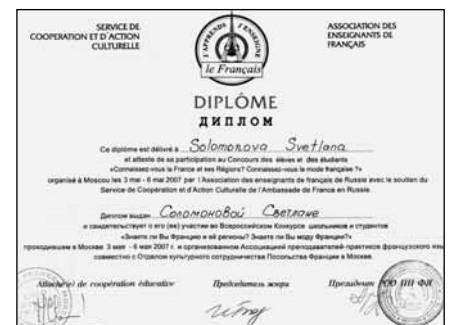 SERVICE DE
COOPERATION ET D'ACTION
CULTURELLE
J'APPRENDS J'ENSEIGNE
le Français
ASSOCIATION DES
ENSEIGNANTS DE
FRANÇAIS
DIPLÔME
ДИПЛОМ
Ce diplôme est délivré à Solomonova Svetlana
et atteste de sa participation au Concours des élèves et des étudiants
«Connaissez-vous la France et ses Régions? Connaissez-vous la mode française ?»
organisé à Moscou les 3 mai - 6 mai 2007 par l'Association des enseignants de français de Russie avec le soutien du
Service de Coopération et d'Action Culturelle de l'Ambassade de France en Russie.
Диплом выдан Соломоновой Светлане
и свидетельствует о его (ее) участии во Всероссийском Конкурсе школьников и студентов
«Знаете ли Вы Францию и её регионы? Знаете ли Вы моду Франции?»
проходившем в Москве 3 мая - 6 мая 2007 г. и организованном Ассоциацией преподавателей-практиков французского язы
совместно с Отделом культурного сотрудничества Посольства Франции в Москве.
Attaché(e) de coopération éducative
Председатель жюри
Президент РОО ПП ФЯ